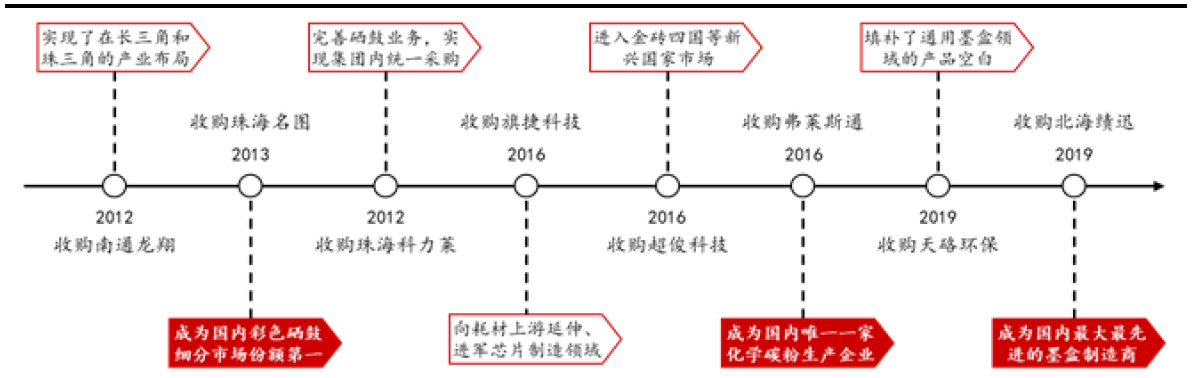 实现了在长三角和
珠三角的产业布局
完善硒鼓业务，实
现集团内统一采购
进入金砖四国等新
兴国家市场
填补了通用墨盒领
域的产品空白
收购珠海名图
2013
收购旗捷科技
2016
收购弗莱斯通
2016
收购北海绩迅
2019
2012
收购南通龙翔
2012
收购珠海科力莱
2016
收购超俊科技
2019
收购天硌环保
成为国内彩色硒鼓
细分市场份额第一
向耗材上游延伸、
进军芯片制造领域
成为国内唯一一家
化学碳粉生产企业
成为国内最大最先
进的墨盒制造商